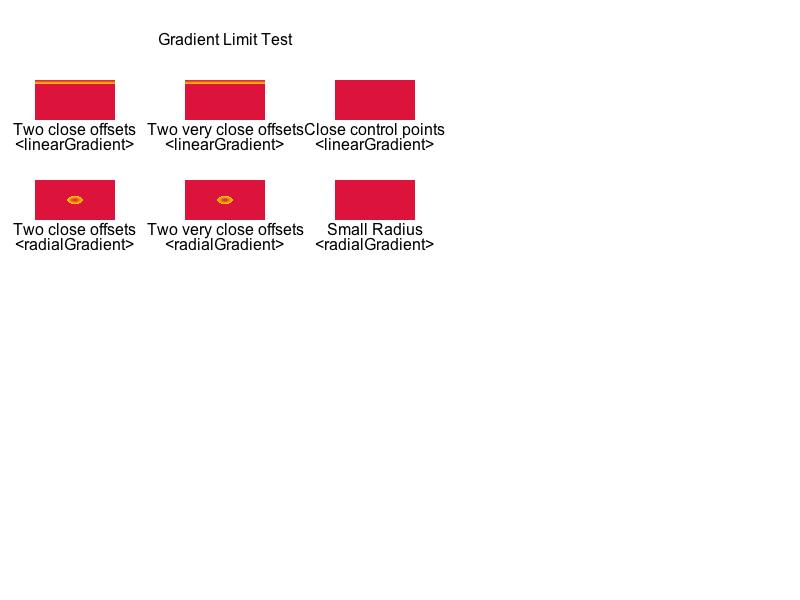 Gradient Limit Test
Two close offsets
<linearGradient>
Two very close offsets
<linearGradient>
Close control points
<linearGradient>
Two close offsets
<radialGradient>
Two very close offsets
<radialGradient>
Small Radius
<radialGradient>